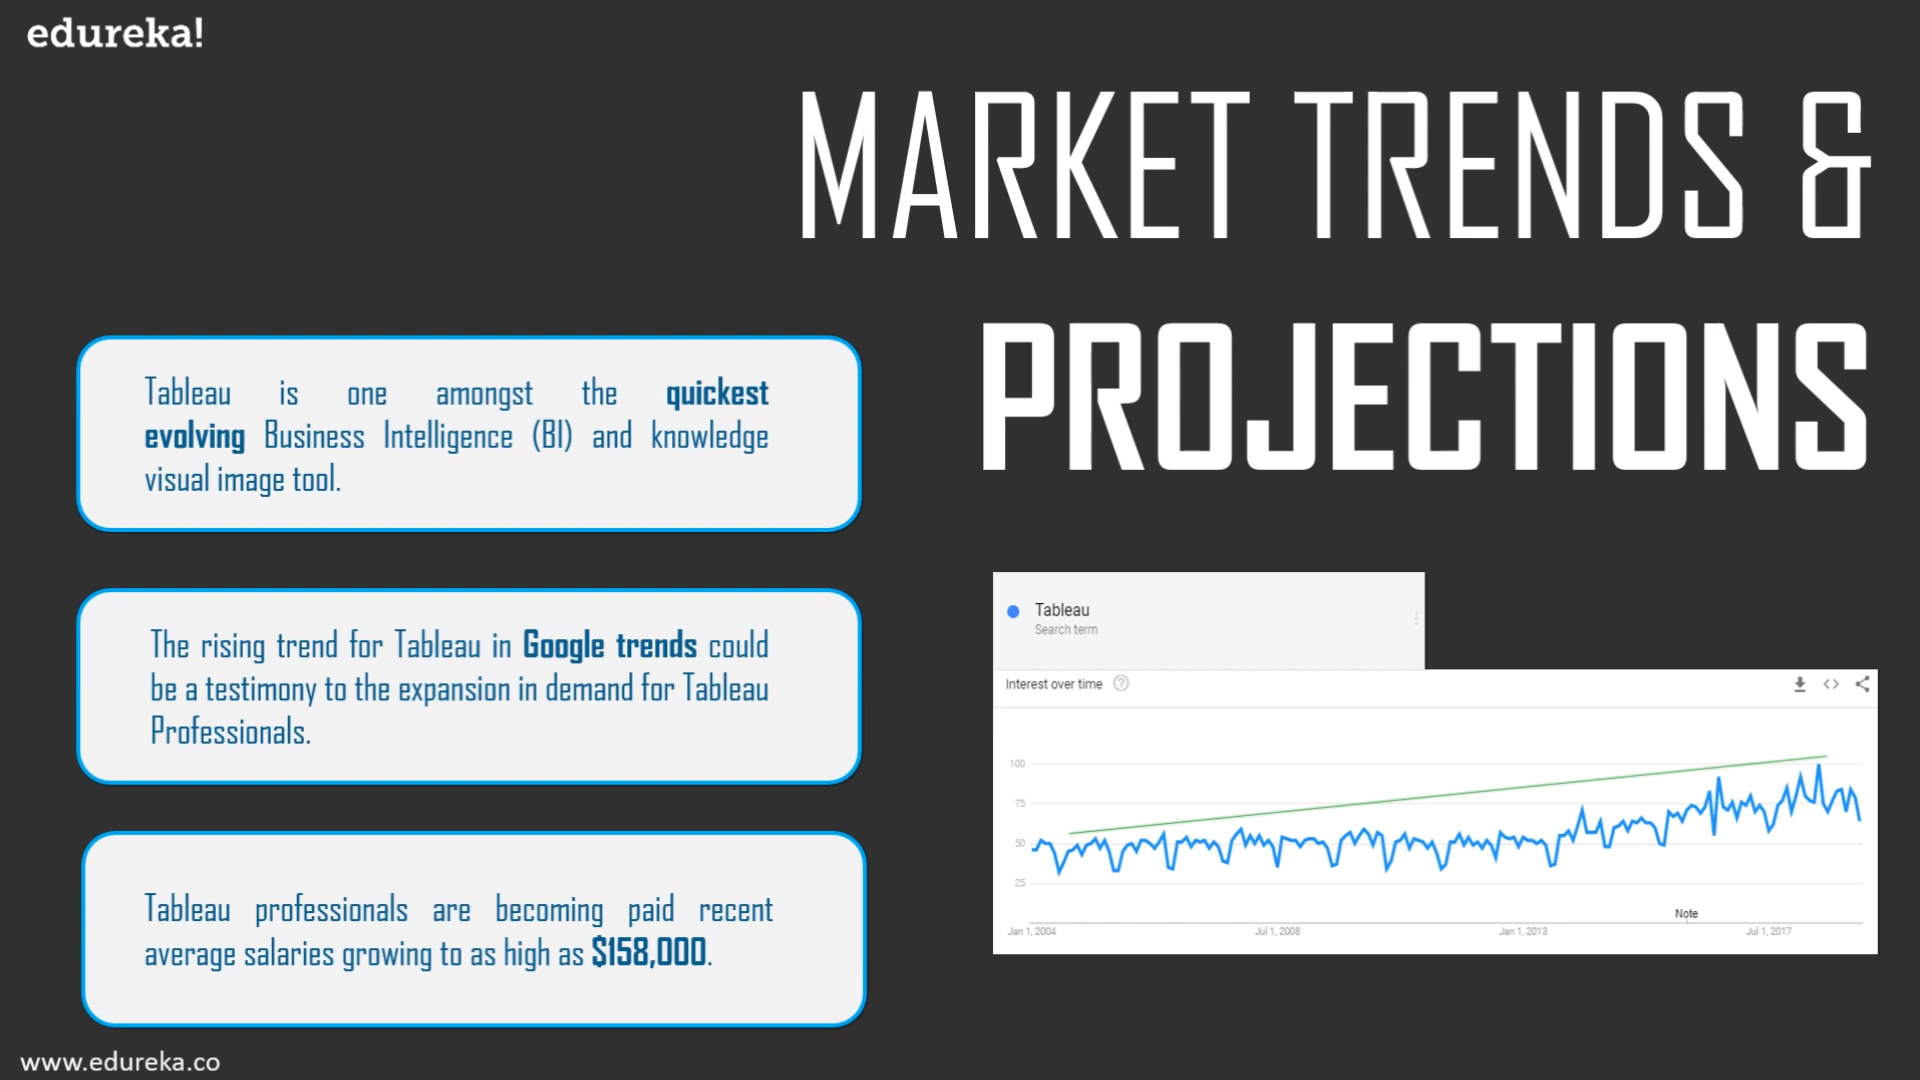 edureka!
MARKET TRENDS &
PROJECTIONS
Tableau is one amongst the quickest
evolving Business Intelligence (BI) and knowledge
visual image tool.
The rising trend for Tableau in Google trends could
be a testimony to the expansion in demand for Tableau
Professionals.
Tableau professionals are becoming paid recent
average salaries growing to as high as $158,000.
Tableau
Search term
Interest over time
100
75
50
25
Note
Jan 1, 2004
Jul 1, 2008
Jan 1, 2013
Jul 1, 2017
www.edureka.co